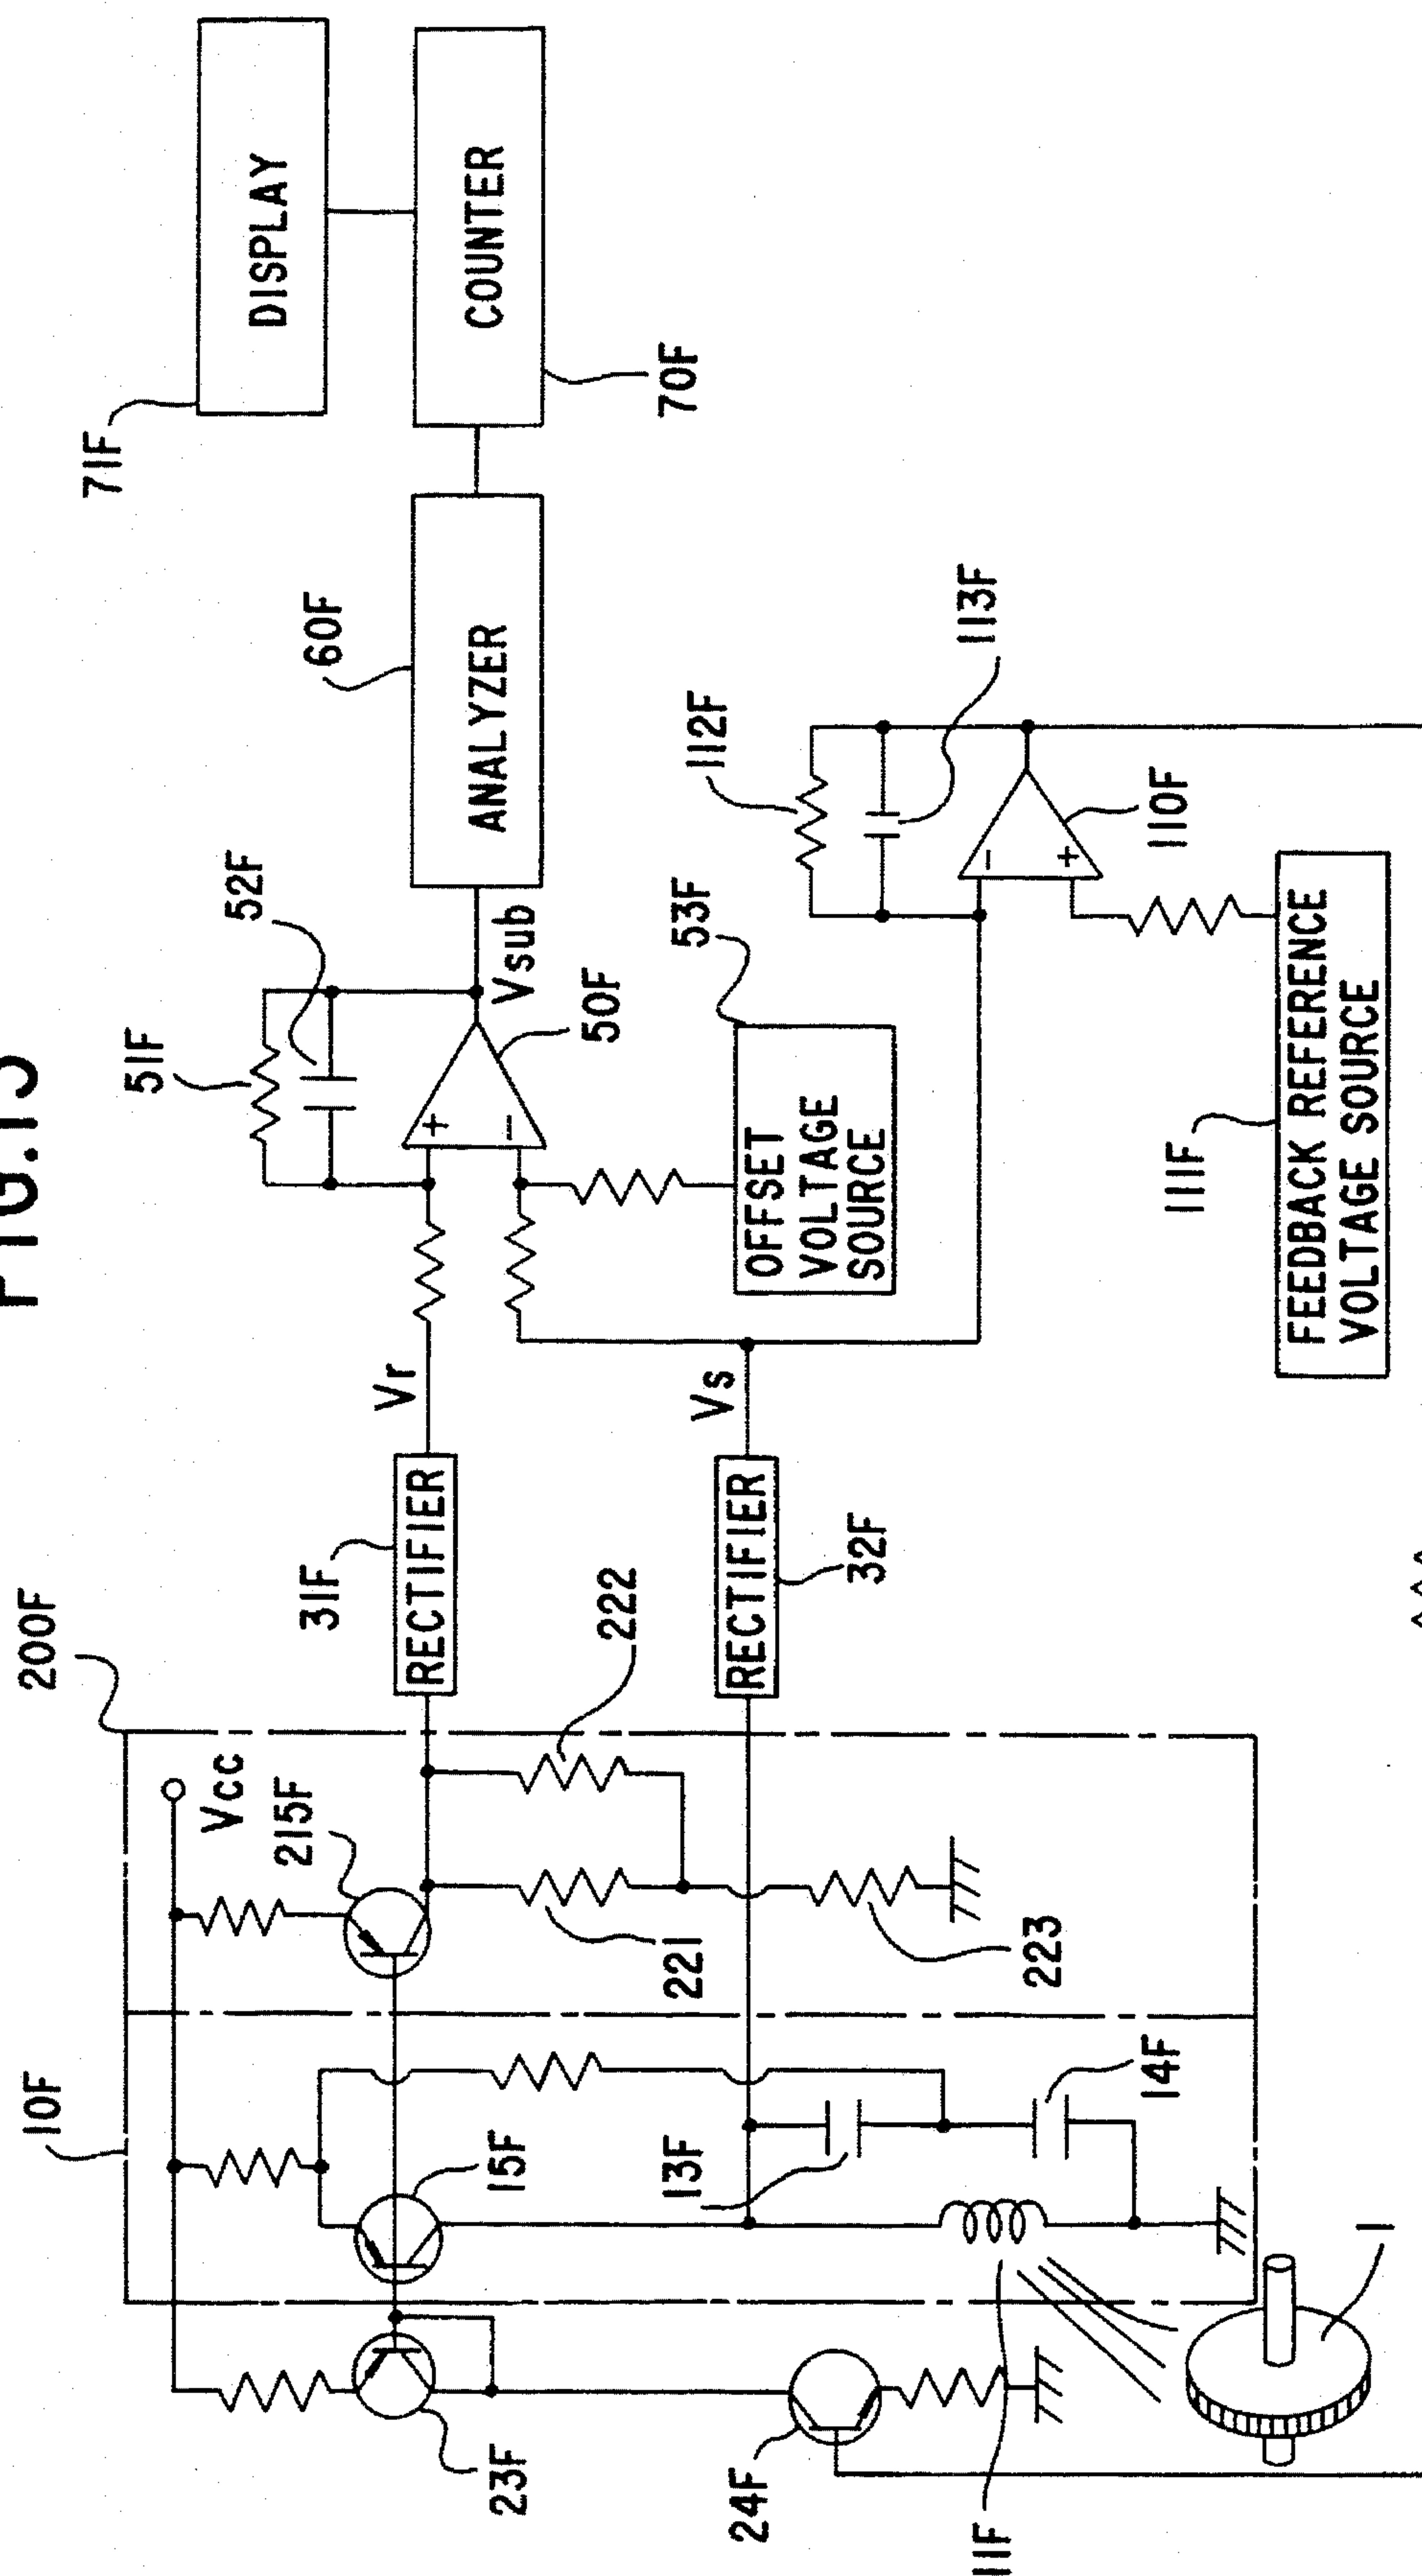 FIG.13
71F
DISPLAY
COUNTER
70F
60F
ANALYZER
51F
52F
+
−
Vsub
50F
53F
OFFSET
VOLTAGE
SOURCE
112F
113F
−
+
110F
111F
FEEDBACK REFERENCE
VOLTAGE SOURCE
Vr
Vs
31F
RECTIFIER
RECTIFIER
32F
200F
Vcc
215F
222
221
223
10F
15F
13F
14F
23F
24F
11F
1